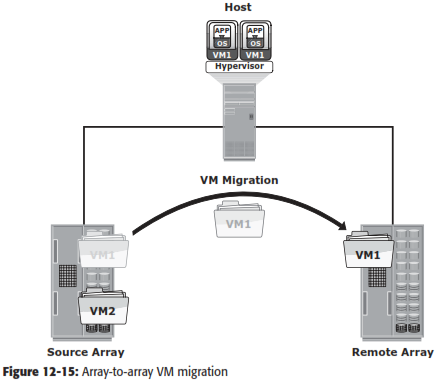 Host
APP APP
OS OS
VM1 VM1
Hypervisor
VM Migration
VM1
VM1
VM1
VM2
Source Array
Remote Array
Figure 12-15: Array-to-array VM migration